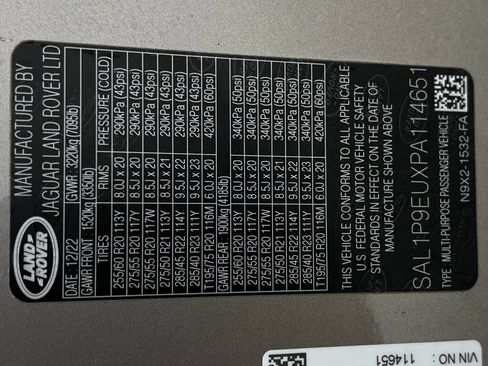 MANUFACTURED BY
JAGUAR LAND ROVER LTD
LAND
ROVER
DATE: 12/22 GVWR 3220kg (7095lb)
GAWR FRONT 1520kg (3350lb)
TIRES RIMS PRESSURE (COLD)
255/60 R20 113Y 8.0J x 20 290kPa (43psi)
275/55 R20 117Y 8.5J x 20 290kPa (43psi)
275/55 R20 117W 8.5J x 20 290kPa (43psi)
275/50 R21 113Y 8.5J x 21 290kPa (43psi)
285/45 R22 114Y 9.5J x 22 290kPa (43psi)
285/40 R23 111Y 9.5J x 23 290kPa (43psi)
T195/75 R20 116M 6.0J x 20 420kPa (60psi)
GAWR REAR 1900kg (4185lb)
255/60 R20 113Y 8.0J x 20 340kPa (50psi)
275/55 R20 117Y 8.5J x 20 340kPa (50psi)
275/55 R20 117W 8.5J x 20 340kPa (50psi)
275/50 R21 113Y 8.5J x 21 340kPa (50psi)
285/45 R22 114Y 9.5J x 22 340kPa (50psi)
285/40 R23 111Y 9.5J x 23 340kPa (50psi)
T195/75 R20 116M 6.0J x 20 420kPa (60psi)
THIS VEHICLE CONFORMS TO ALL APPLICABLE
U.S. FEDERAL MOTOR VEHICLE SAFETY
STANDARDS IN EFFECT ON THE DATE OF
MANUFACTURE SHOWN ABOVE
SAL1P9EUXPA114651
TYPE MULTI-PURPOSE PASSENGER VEHICLE
N9X2-1532-FA
VIN NO :
114651